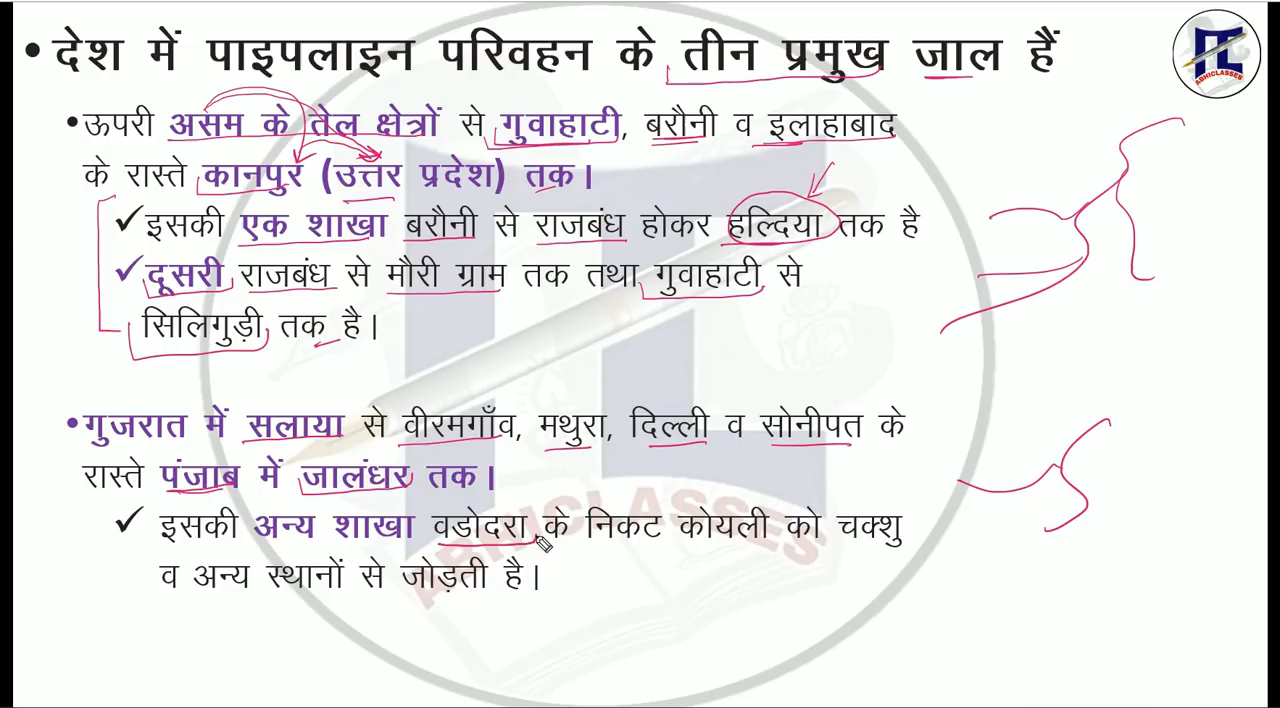 • देश में पाइपलाइन परिवहन के तीन प्रमुख जाल हैं
• ऊपरी असम के तेल क्षेत्रों से गुवाहाटी, बरौनी व इलाहाबाद
के रास्ते कानपुर (उत्तर प्रदेश) तक।
✓ इसकी एक शाखा बरौनी से राजबंध होकर हल्दिया तक है
✓ दूसरी राजबंध से मौरी ग्राम तक तथा गुवाहाटी से
सिलिगुड़ी तक है।
• गुजरात में सलाया से वीरमगाँव, मथुरा, दिल्ली व सोनीपत के
रास्ते पंजाब में जालंधर तक।
✓ इसकी अन्य शाखा वडोदरा के निकट कोयली को चक्शु
व अन्य स्थानों से जोड़ती है।
ABHICLASSES
ABHICLASSES